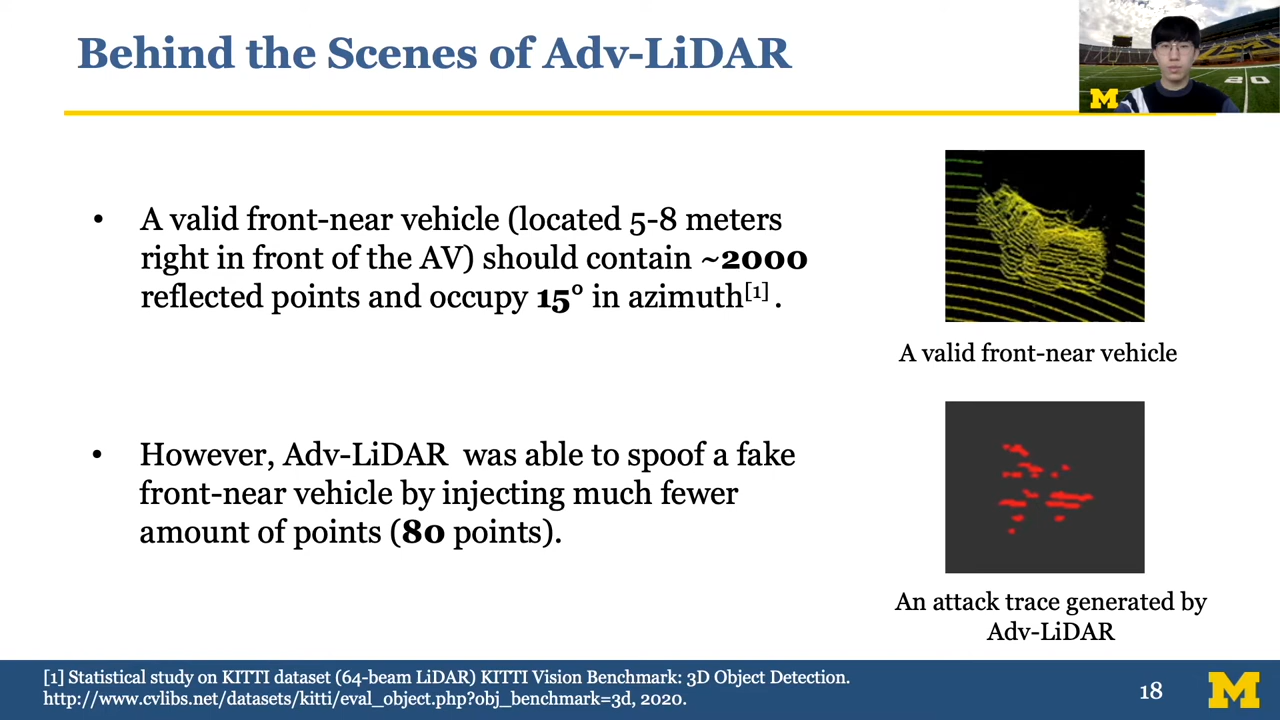 Behind the Scenes of Adv-LiDAR
M
20
• A valid front-near vehicle (located 5-8 meters
right in front of the AV) should contain ~2000
reflected points and occupy 15° in azimuth[1] .
A valid front-near vehicle
• However, Adv-LiDAR was able to spoof a fake
front-near vehicle by injecting much fewer
amount of points (80 points).
An attack trace generated by
Adv-LiDAR
[1] Statistical study on KITTI dataset (64-beam LiDAR) KITTI Vision Benchmark: 3D Object Detection.
http://www.cvlibs.net/datasets/kitti/eval_object.php?obj_benchmark=3d, 2020.
18
M